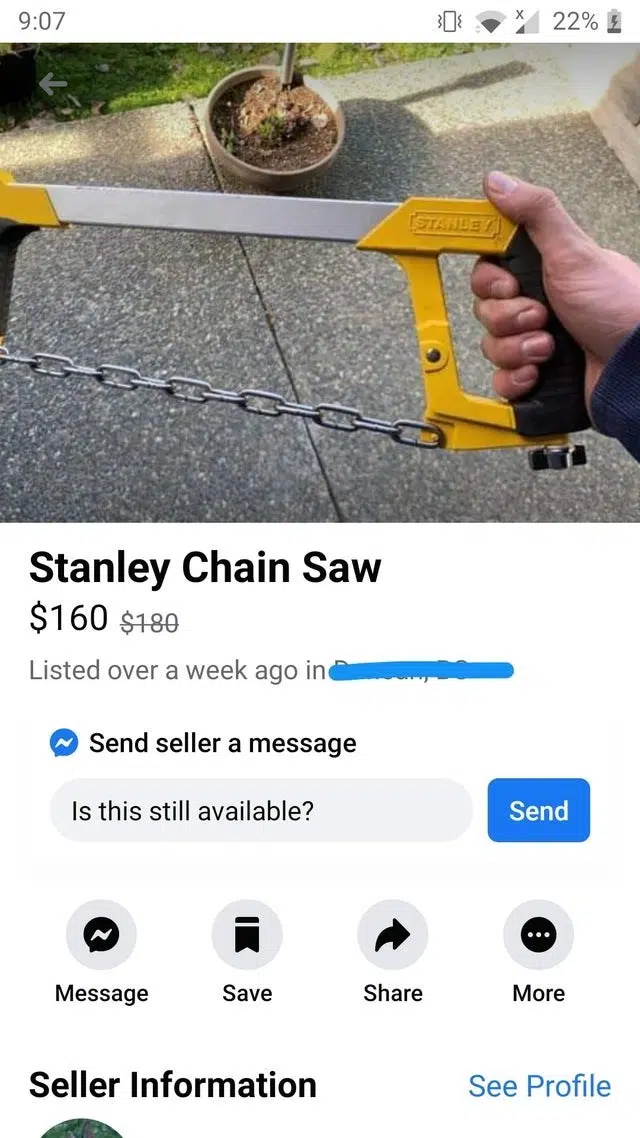 9:07
x
22%
STANLEY
Stanley Chain Saw
$160 $180
Listed over a week ago in
Send seller a message
Is this still available?
Send
Message Save Share More
Seller Information See Profile